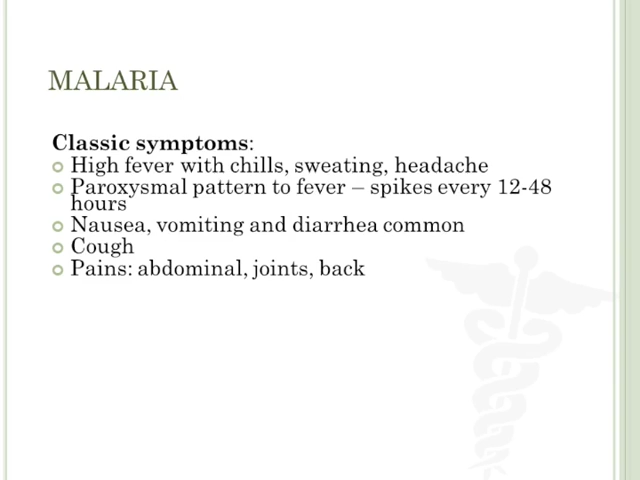 MALARIA
Classic symptoms:
High fever with chills, sweating, headache
Paroxysmal pattern to fever – spikes every 12-48
hours
Nausea, vomiting and diarrhea common
Cough
Pains: abdominal, joints, back